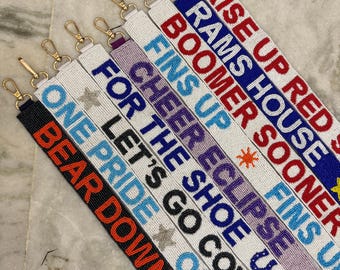 BEAR DOWN
ONE PRIDE
LET'S GO CO
FOR THE SHOE
CHEER ECLIPSE
FINS UP
FINS UP
BOOMER SOONER
RAMS HOUSE
RISE UP RED S